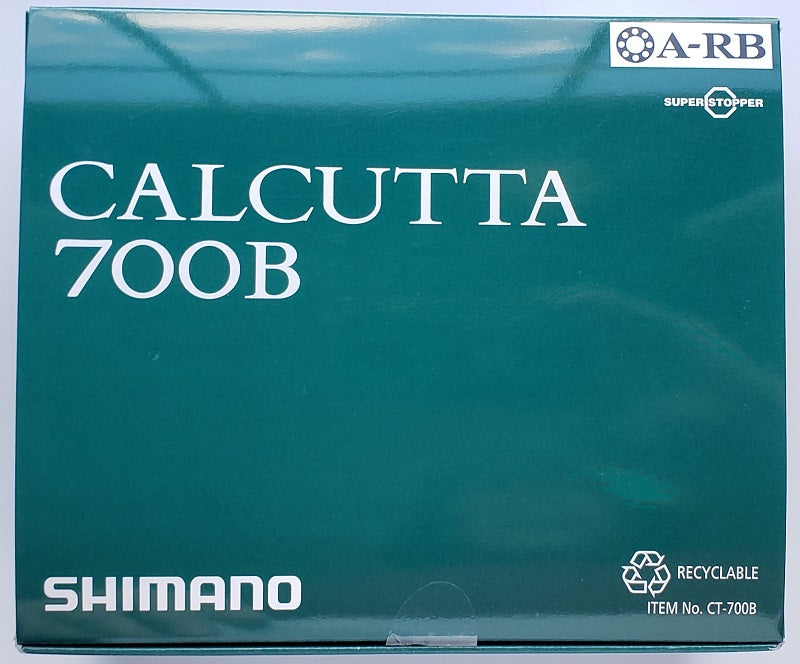 A-RB
SUPER STOPPER
CALCUTTA
700B
SHIMANO
RECYCLABLE
ITEM No. CT-700B